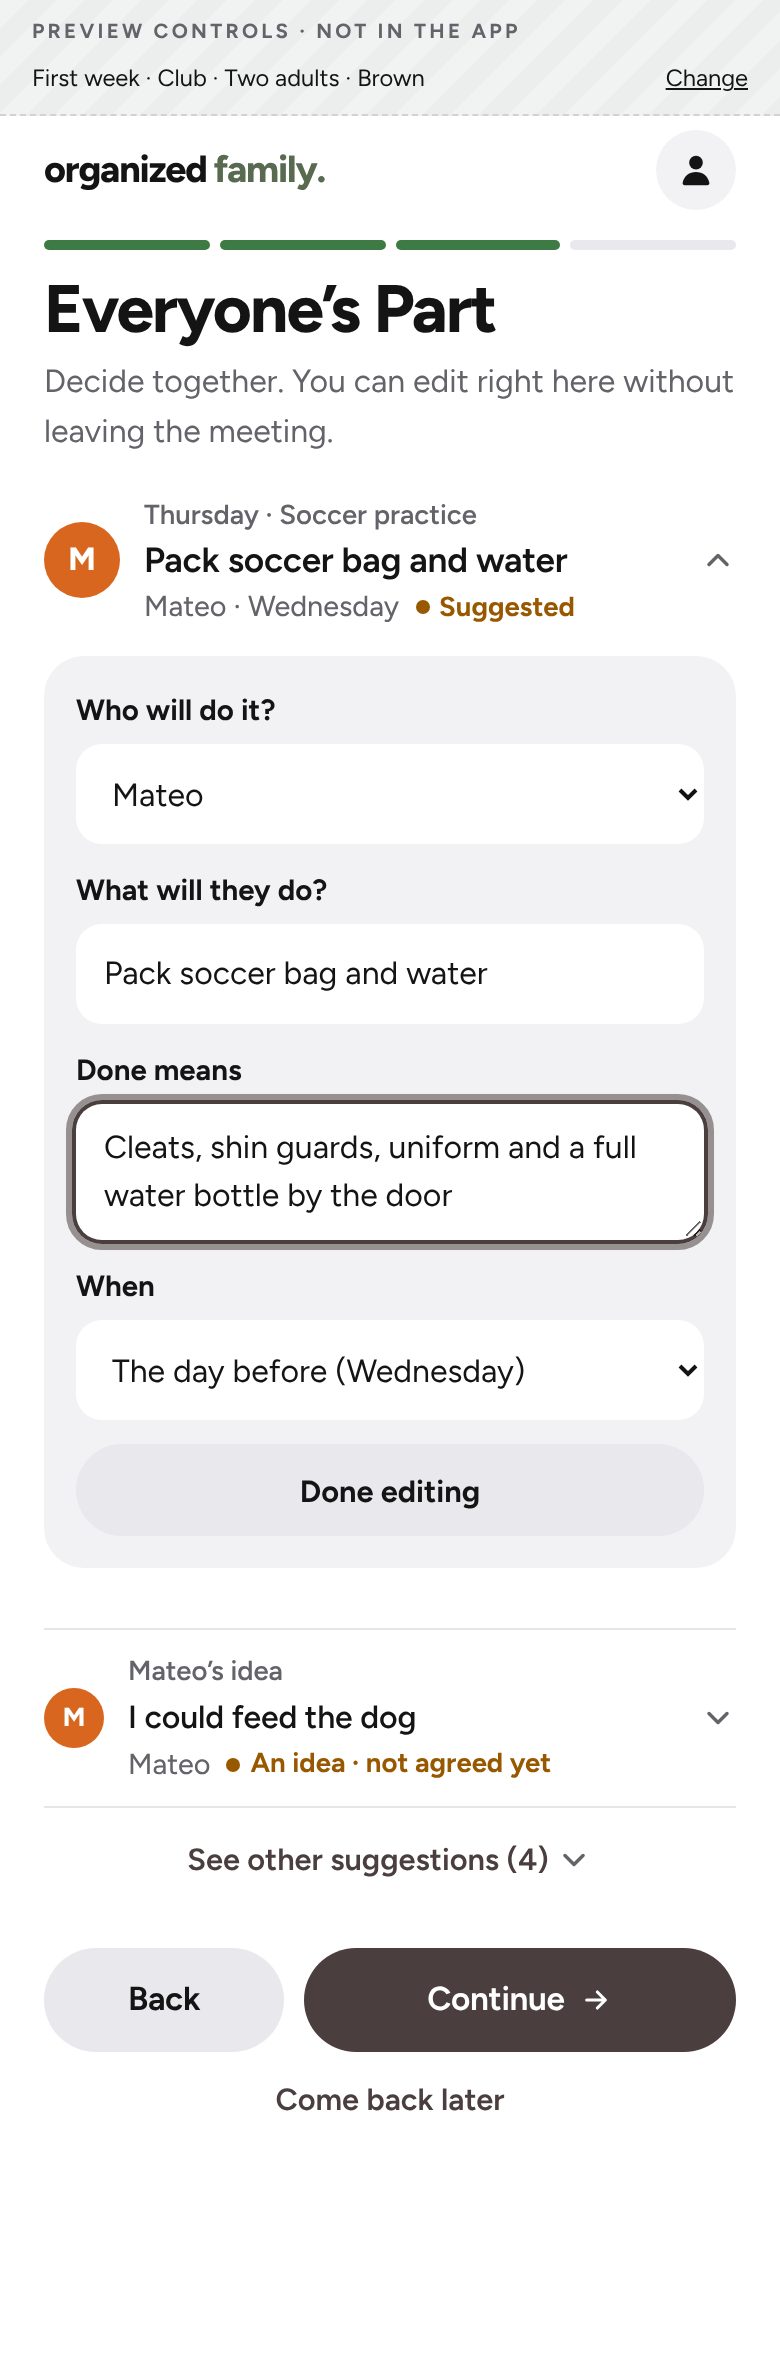 PREVIEW CONTROLS · NOT IN THE APP
First week · Club · Two adults · Brown
Change
organized family.
Everyone’s Part
Decide together. You can edit right here without
leaving the meeting.
Thursday · Soccer practice
M
Pack soccer bag and water
Mateo · Wednesday
Suggested
Who will do it?
Mateo
What will they do?
Pack soccer bag and water
Done means
Cleats, shin guards, uniform and a full
water bottle by the door
When
The day before (Wednesday)
Done editing
Mateo’s idea
M
I could feed the dog
Mateo
An idea · not agreed yet
See other suggestions (4)
Back
Continue →
Come back later